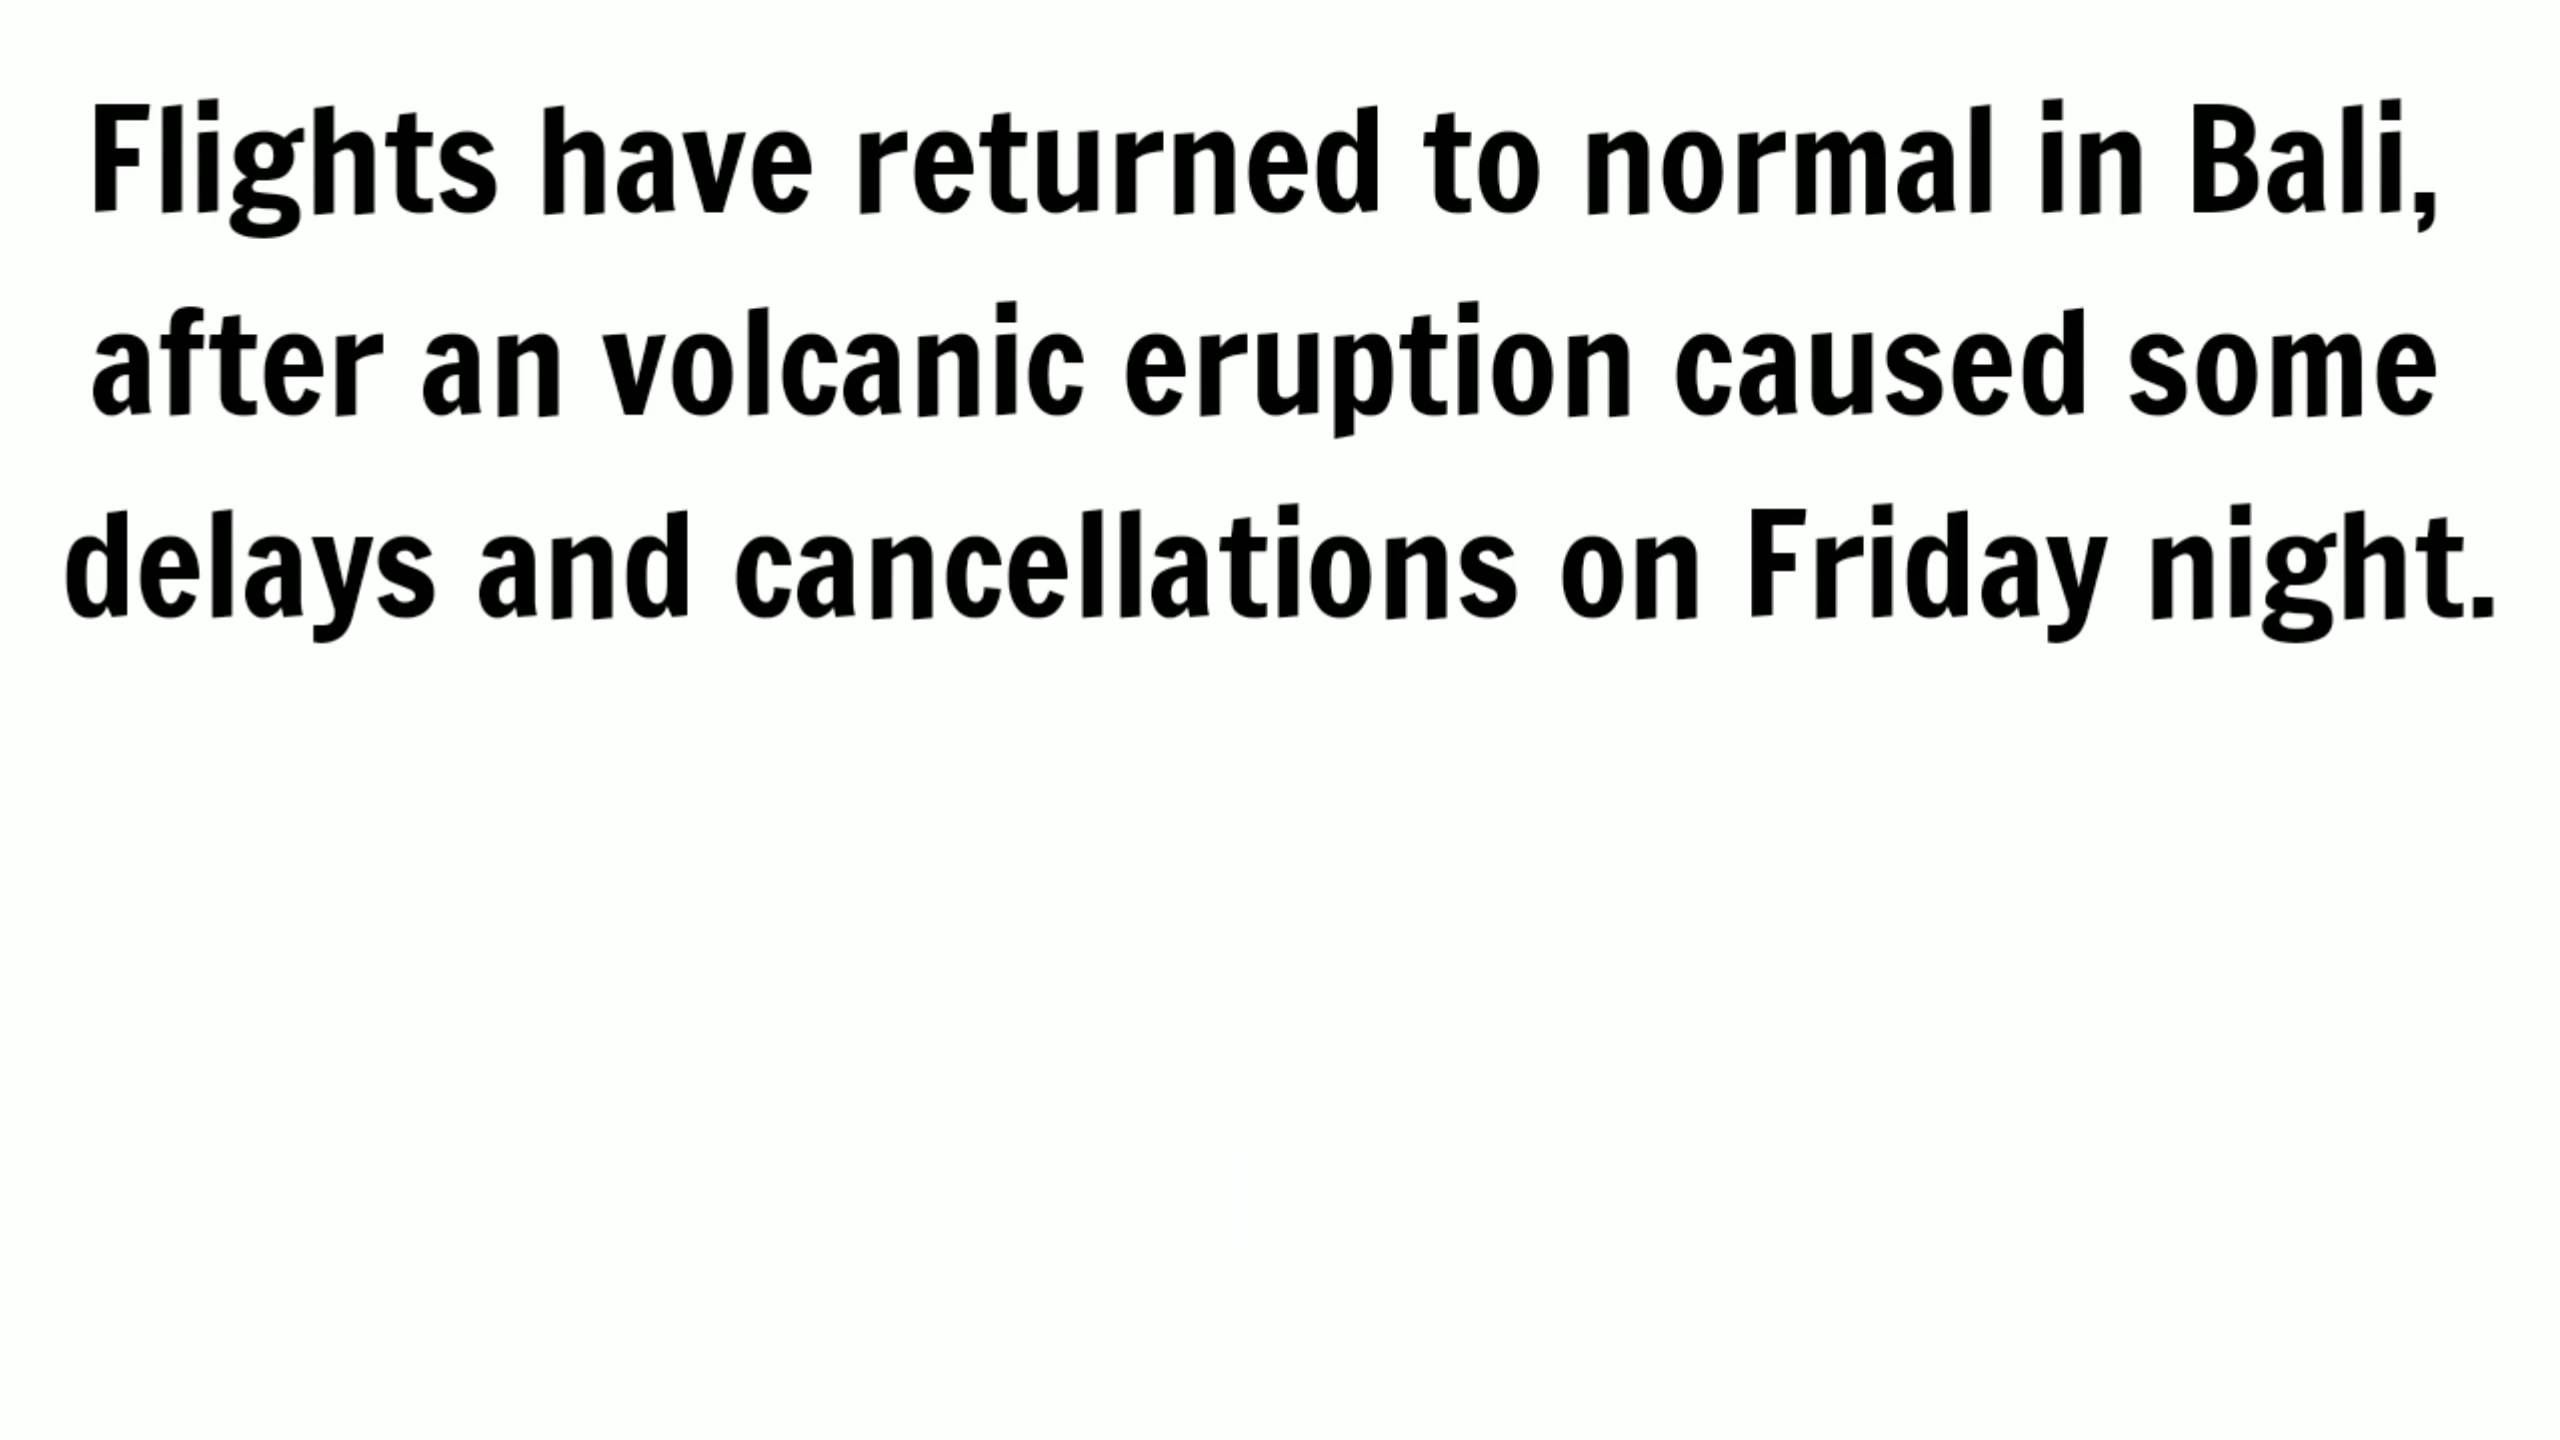 Flights have returned to normal in Bali,
after an volcanic eruption caused some
delays and cancellations on Friday night.